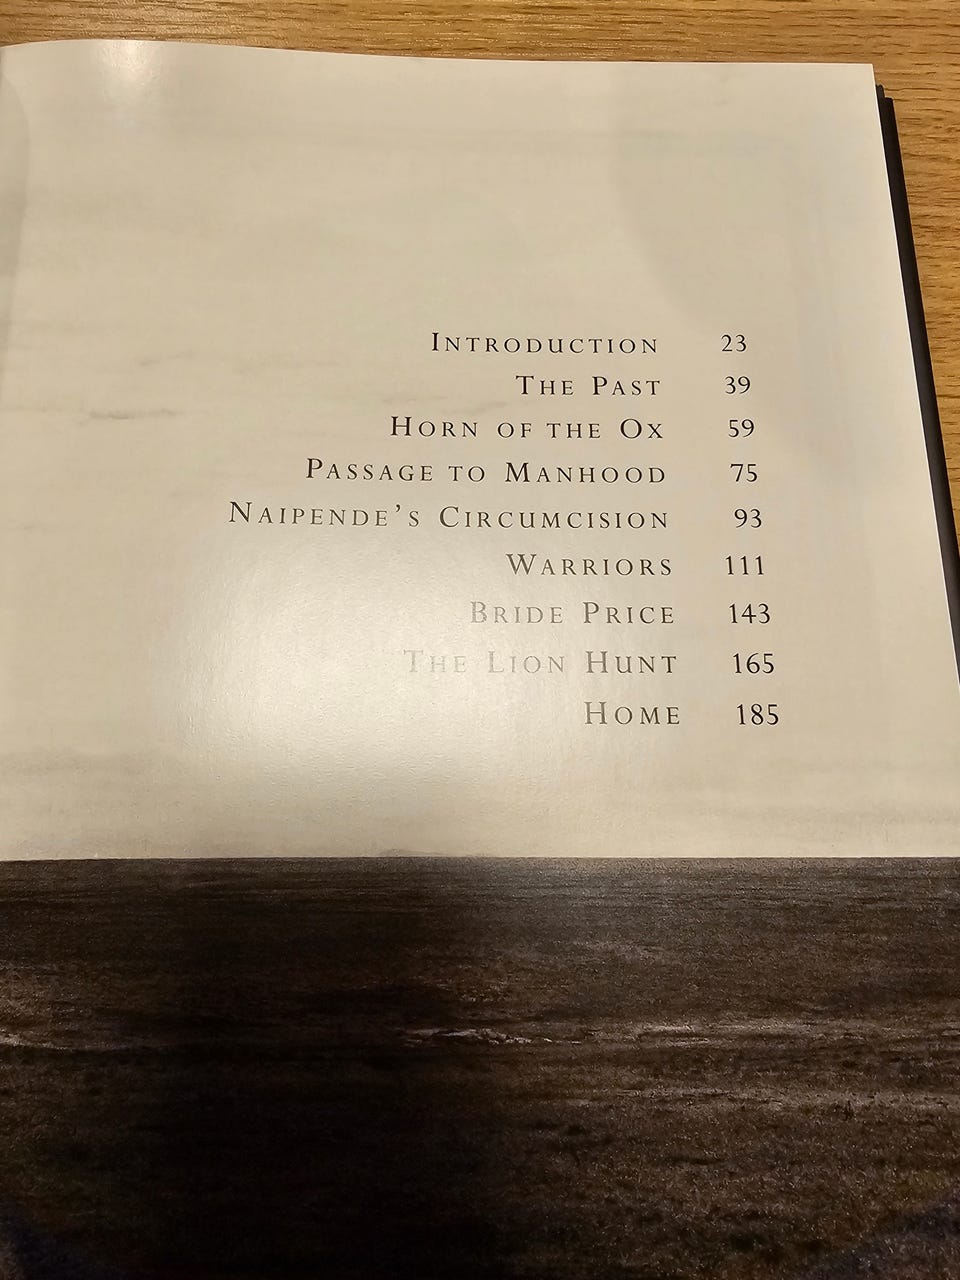 INTRODUCTION 23
THE PAST 39
HORN OF THE OX 59
PASSAGE TO MANHOOD 75
NAIPENDE'S CIRCUMCISION 93
WARRIORS 111
BRIDE PRICE 143
THE LION HUNT 165
HOME 185